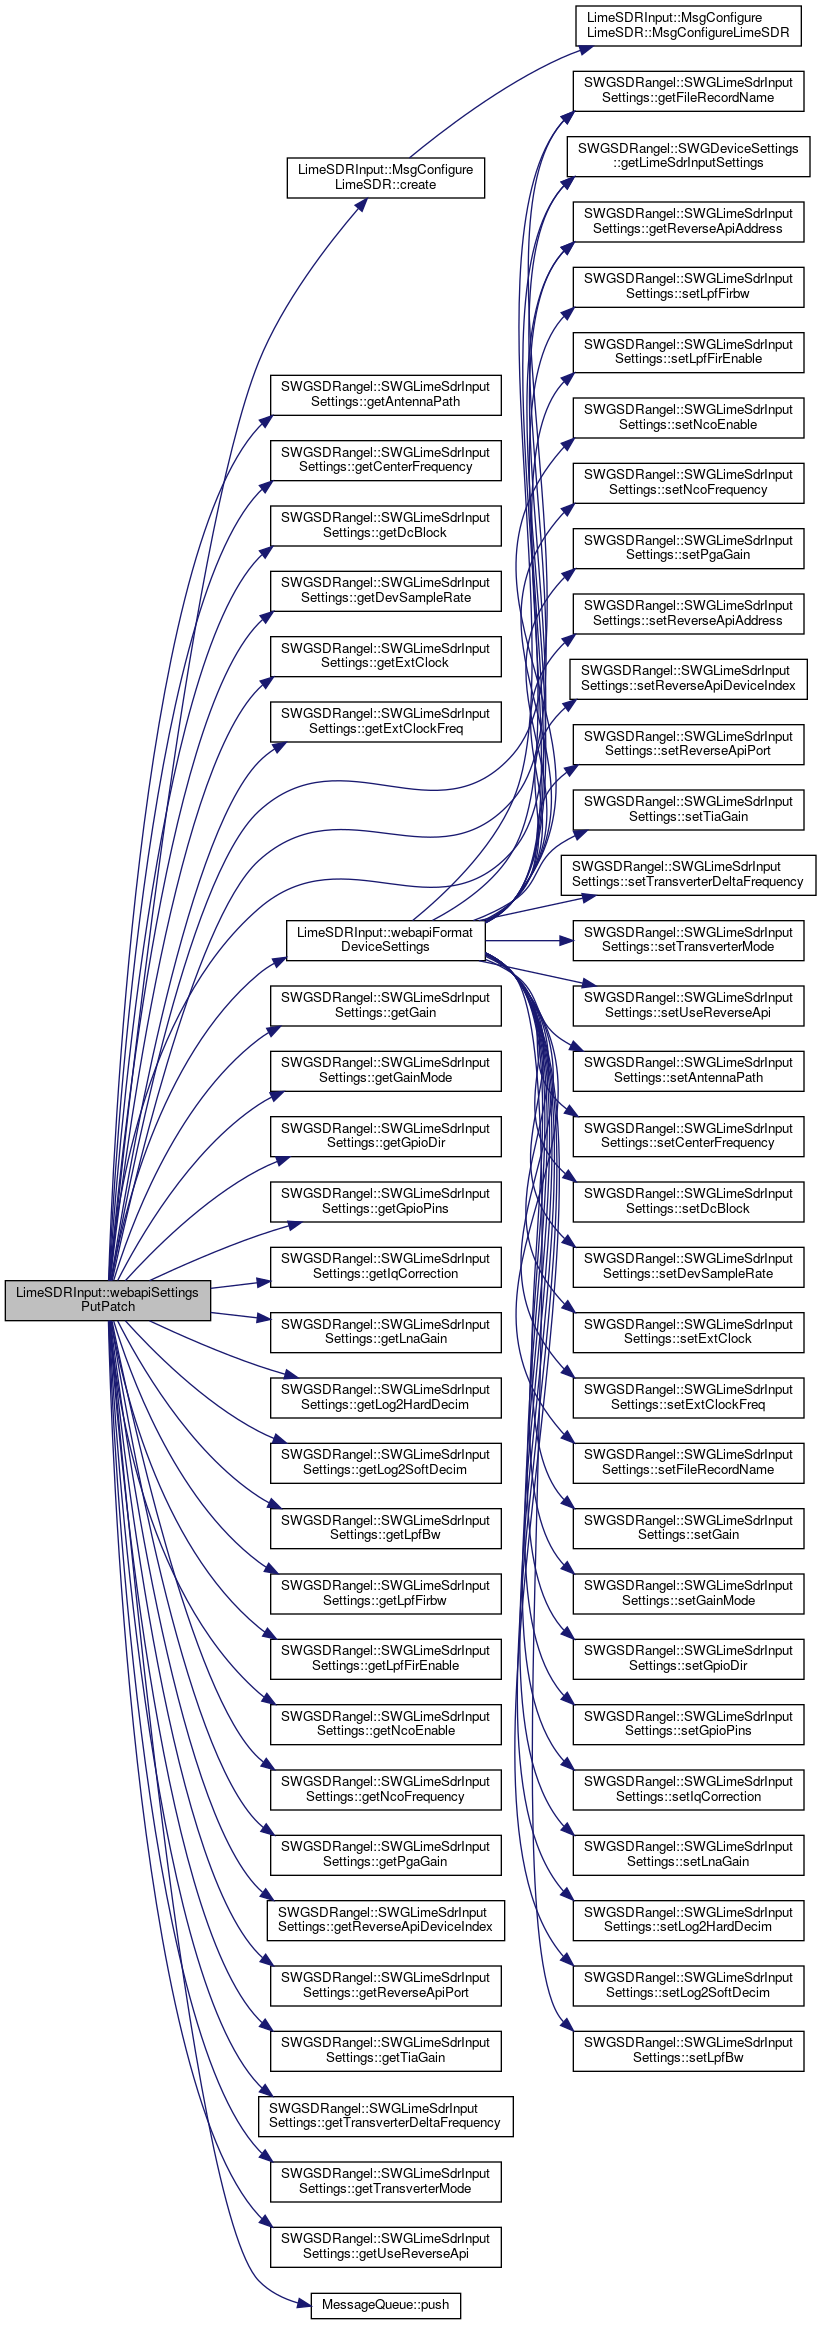 LimeSDRInput::webapiSettings
PutPatch
LimeSDRInput::MsgConfigure
LimeSDR::create
SWGSDRangel::SWGLimeSdrInput
Settings::getAntennaPath
SWGSDRangel::SWGLimeSdrInput
Settings::getCenterFrequency
SWGSDRangel::SWGLimeSdrInput
Settings::getDcBlock
SWGSDRangel::SWGLimeSdrInput
Settings::getDevSampleRate
SWGSDRangel::SWGLimeSdrInput
Settings::getExtClock
SWGSDRangel::SWGLimeSdrInput
Settings::getExtClockFreq
LimeSDRInput::webapiFormat
DeviceSettings
SWGSDRangel::SWGLimeSdrInput
Settings::getGain
SWGSDRangel::SWGLimeSdrInput
Settings::getGainMode
SWGSDRangel::SWGLimeSdrInput
Settings::getGpioDir
SWGSDRangel::SWGLimeSdrInput
Settings::getGpioPins
SWGSDRangel::SWGLimeSdrInput
Settings::getIqCorrection
SWGSDRangel::SWGLimeSdrInput
Settings::getLnaGain
SWGSDRangel::SWGLimeSdrInput
Settings::getLog2HardDecim
SWGSDRangel::SWGLimeSdrInput
Settings::getLog2SoftDecim
SWGSDRangel::SWGLimeSdrInput
Settings::getLpfBw
SWGSDRangel::SWGLimeSdrInput
Settings::getLpfFirbw
SWGSDRangel::SWGLimeSdrInput
Settings::getLpfFirEnable
SWGSDRangel::SWGLimeSdrInput
Settings::getNcoEnable
SWGSDRangel::SWGLimeSdrInput
Settings::getNcoFrequency
SWGSDRangel::SWGLimeSdrInput
Settings::getPgaGain
SWGSDRangel::SWGLimeSdrInput
Settings::getReverseApiDeviceIndex
SWGSDRangel::SWGLimeSdrInput
Settings::getReverseApiPort
SWGSDRangel::SWGLimeSdrInput
Settings::getTiaGain
SWGSDRangel::SWGLimeSdrInput
Settings::getTransverterDeltaFrequency
SWGSDRangel::SWGLimeSdrInput
Settings::getTransverterMode
SWGSDRangel::SWGLimeSdrInput
Settings::getUseReverseApi
MessageQueue::push
LimeSDRInput::MsgConfigure
LimeSDR::MsgConfigureLimeSDR
SWGSDRangel::SWGLimeSdrInput
Settings::getFileRecordName
SWGSDRangel::SWGDeviceSettings
::getLimeSdrInputSettings
SWGSDRangel::SWGLimeSdrInput
Settings::getReverseApiAddress
SWGSDRangel::SWGLimeSdrInput
Settings::setLpfFirbw
SWGSDRangel::SWGLimeSdrInput
Settings::setLpfFirEnable
SWGSDRangel::SWGLimeSdrInput
Settings::setNcoEnable
SWGSDRangel::SWGLimeSdrInput
Settings::setNcoFrequency
SWGSDRangel::SWGLimeSdrInput
Settings::setPgaGain
SWGSDRangel::SWGLimeSdrInput
Settings::setReverseApiAddress
SWGSDRangel::SWGLimeSdrInput
Settings::setReverseApiDeviceIndex
SWGSDRangel::SWGLimeSdrInput
Settings::setReverseApiPort
SWGSDRangel::SWGLimeSdrInput
Settings::setTiaGain
SWGSDRangel::SWGLimeSdrInput
Settings::setTransverterDeltaFrequency
SWGSDRangel::SWGLimeSdrInput
Settings::setTransverterMode
SWGSDRangel::SWGLimeSdrInput
Settings::setUseReverseApi
SWGSDRangel::SWGLimeSdrInput
Settings::setAntennaPath
SWGSDRangel::SWGLimeSdrInput
Settings::setCenterFrequency
SWGSDRangel::SWGLimeSdrInput
Settings::setDcBlock
SWGSDRangel::SWGLimeSdrInput
Settings::setDevSampleRate
SWGSDRangel::SWGLimeSdrInput
Settings::setExtClock
SWGSDRangel::SWGLimeSdrInput
Settings::setExtClockFreq
SWGSDRangel::SWGLimeSdrInput
Settings::setFileRecordName
SWGSDRangel::SWGLimeSdrInput
Settings::setGain
SWGSDRangel::SWGLimeSdrInput
Settings::setGainMode
SWGSDRangel::SWGLimeSdrInput
Settings::setGpioDir
SWGSDRangel::SWGLimeSdrInput
Settings::setGpioPins
SWGSDRangel::SWGLimeSdrInput
Settings::setIqCorrection
SWGSDRangel::SWGLimeSdrInput
Settings::setLnaGain
SWGSDRangel::SWGLimeSdrInput
Settings::setLog2HardDecim
SWGSDRangel::SWGLimeSdrInput
Settings::setLog2SoftDecim
SWGSDRangel::SWGLimeSdrInput
Settings::setLpfBw